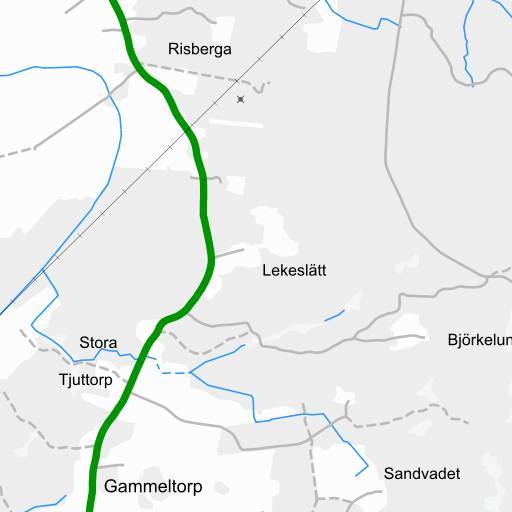 Risberga
Lekeslätt
Stora
Björkelun
Tjuttorp
Sandvadet
Gammeltorp